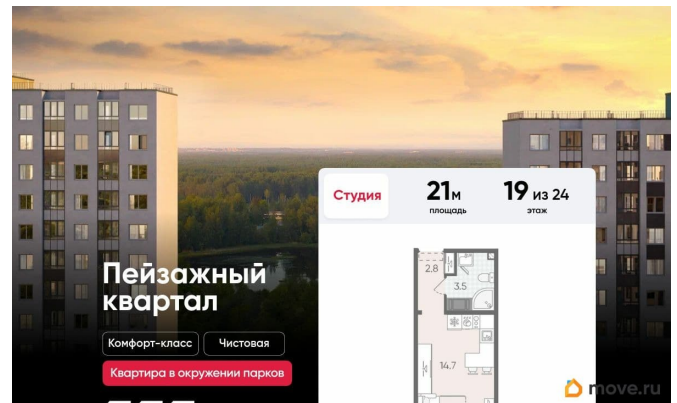 Студия
21м
площадь
19 из 24
этаж
Пейзажный
квартал
2.8
3.5
14.7
Комфорт-класс
Чистовая
Квартира в окружении парков
move.ru